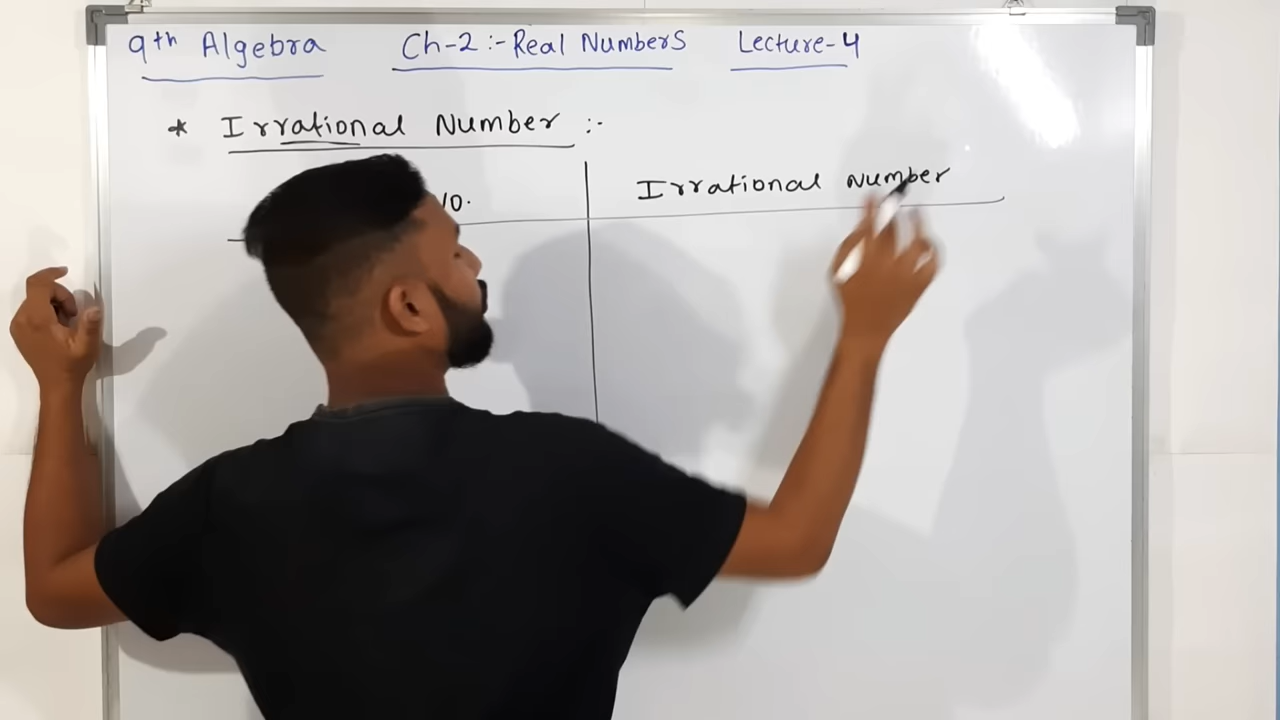 9th Algebra Ch-2 :- Real Numbers Lecture-4
* Irrational Number :-
Irrational Number